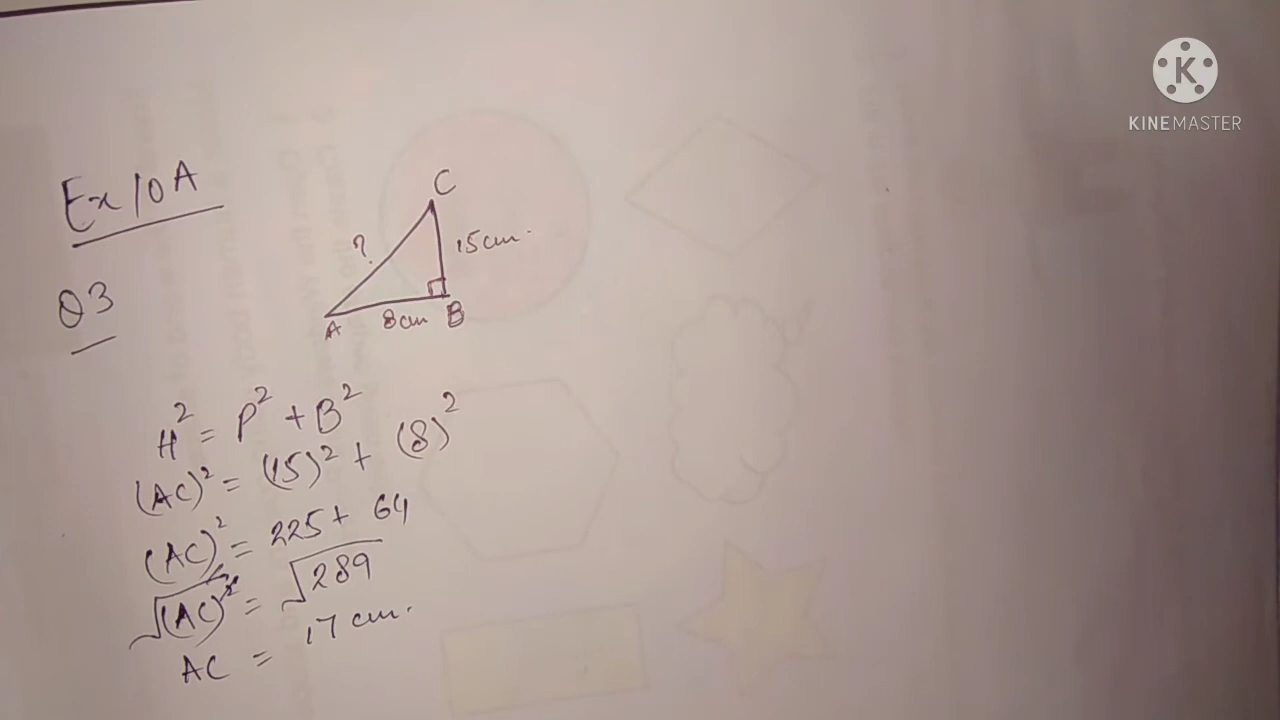 KINEMASTER
Ex 10 A
Q3
C
?
15cm.
A
8cm
B
H² = P² + B²
(AC)² = (15)² + (8)²
(AC)² = 225 + 64
√(AC)² = √289
AC = 17 cm.